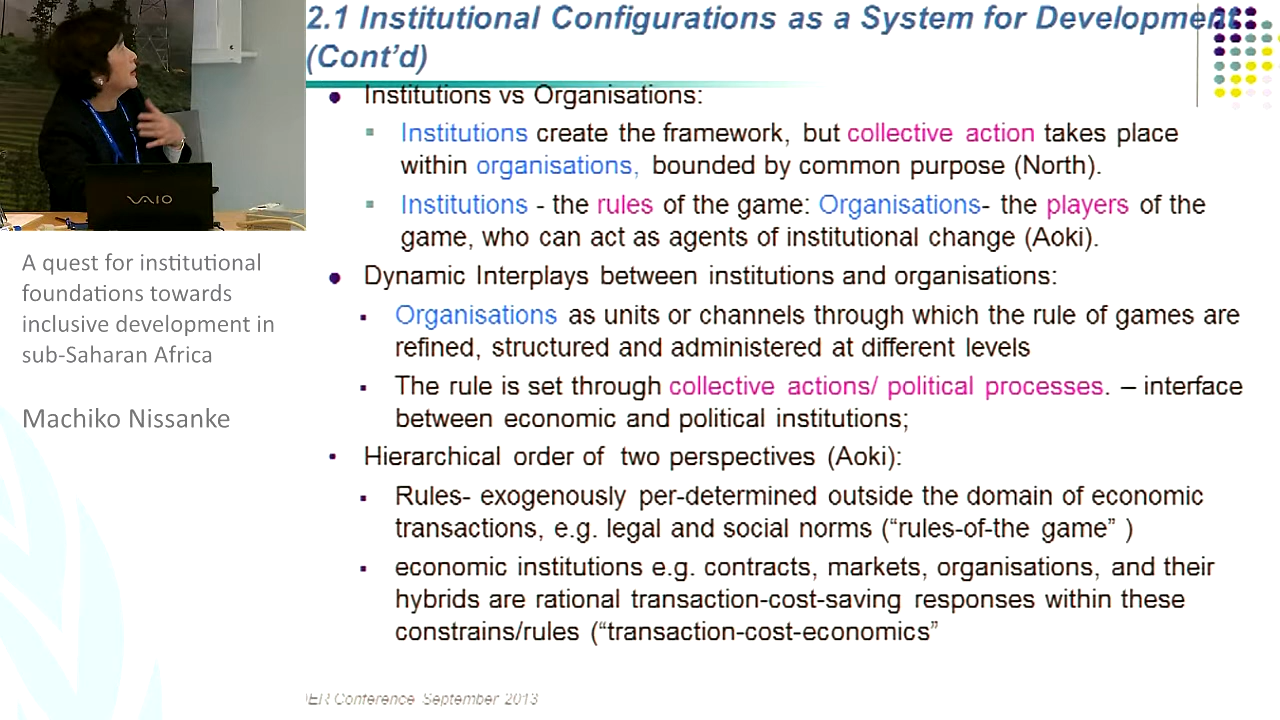 2.1 Institutional Configurations as a System for Development
(Cont’d)
Institutions vs Organisations:
Institutions create the framework, but collective action takes place
within organisations, bounded by common purpose (North).
Institutions - the rules of the game: Organisations- the players of the
game, who can act as agents of institutional change (Aoki).
Dynamic Interplays between institutions and organisations:
Organisations as units or channels through which the rule of games are
refined, structured and administered at different levels
The rule is set through collective actions/ political processes. – interface
between economic and political institutions;
Hierarchical order of two perspectives (Aoki):
Rules- exogenously per-determined outside the domain of economic
transactions, e.g. legal and social norms (“rules-of-the game” )
economic institutions e.g. contracts, markets, organisations, and their
hybrids are rational transaction-cost-saving responses within these
constrains/rules (“transaction-cost-economics”
Conference September 2013
VAIO
A quest for institutional
foundations towards
inclusive development in
sub-Saharan Africa
Machiko Nissanke